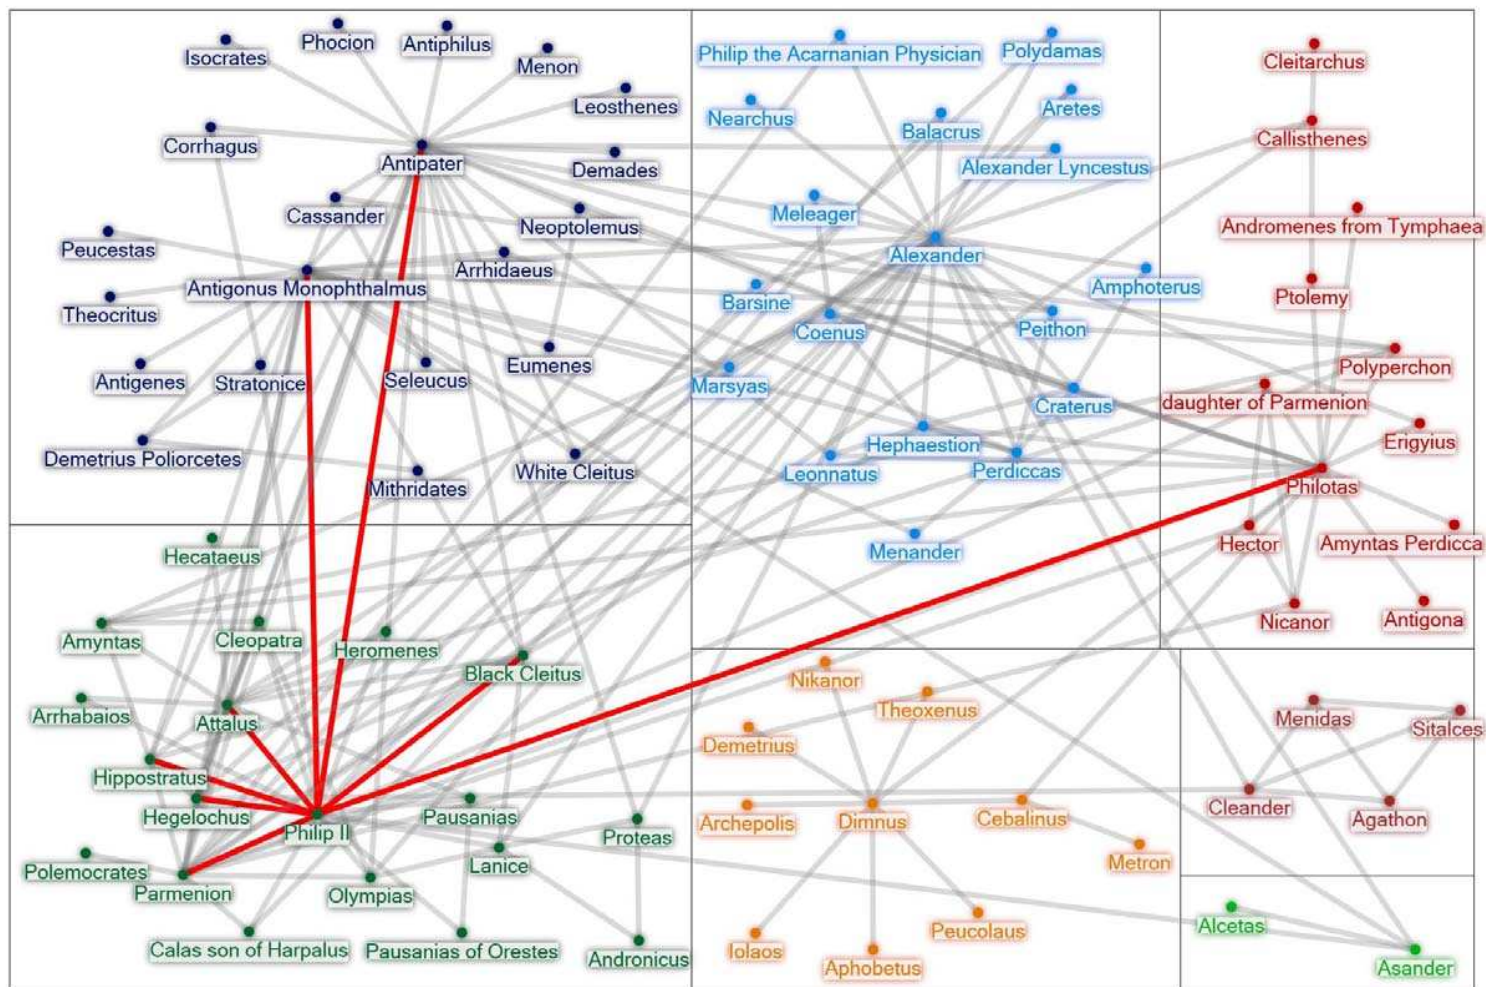 Isocrates
Phocion
Antiphilus
Menon
Leosthenes
Corrhagus
Antipater
Demades
Cassander
Neoptolemus
Peucestas
Arrhidaeus
Antigonus Monophthalmus
Theocritus
Antigenes
Stratonice
Seleucus
Eumenes
Demetrius Poliorcetes
Mithridates
White Cleitus
Philip the Acarnanian Physician
Polydamas
Nearchus
Balacrus
Aretes
Alexander Lyncestus
Meleager
Alexander
Barsine
Coenus
Amphoterus
Peithon
Marsyas
Craterus
Hephaestion
Leonnatus
Perdiccas
Menander
Cleitarchus
Callisthenes
Andromenes from Tymphaea
Ptolemy
Polyperchon
daughter of Parmenion
Erigyius
Philotas
Hector
Amyntas Perdicca
Nicanor
Antigona
Hecataeus
Amyntas
Cleopatra
Heromenes
Black Cleitus
Arrhabaios
Attalus
Hippostratus
Hegelochus
Philip II
Pausanias
Proteas
Polemocrates
Parmenion
Olympias
Lanice
Calas son of Harpalus
Pausanias of Orestes
Andronicus
Nikanor
Theoxenus
Demetrius
Archepolis
Dimnus
Cebalinus
Metron
Iolaos
Aphobetus
Peucolaus
Menidas
Sitalces
Cleander
Agathon
Alcetas
Asander